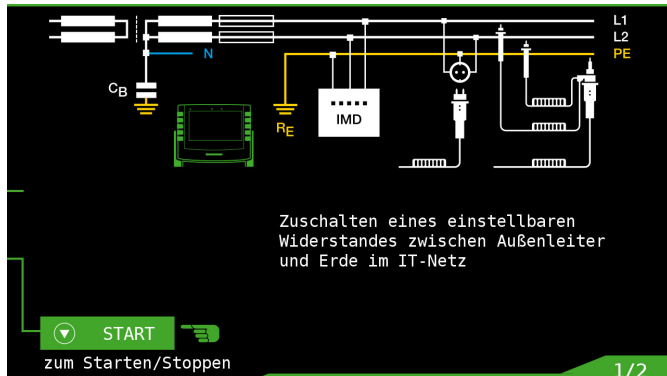 L1
L2
N
PE
CB
RE
IMD
Zuschalten eines einstellbaren
Widerstandes zwischen Außenleiter
und Erde im IT-Netz
START
zum Starten/Stoppen
1/2